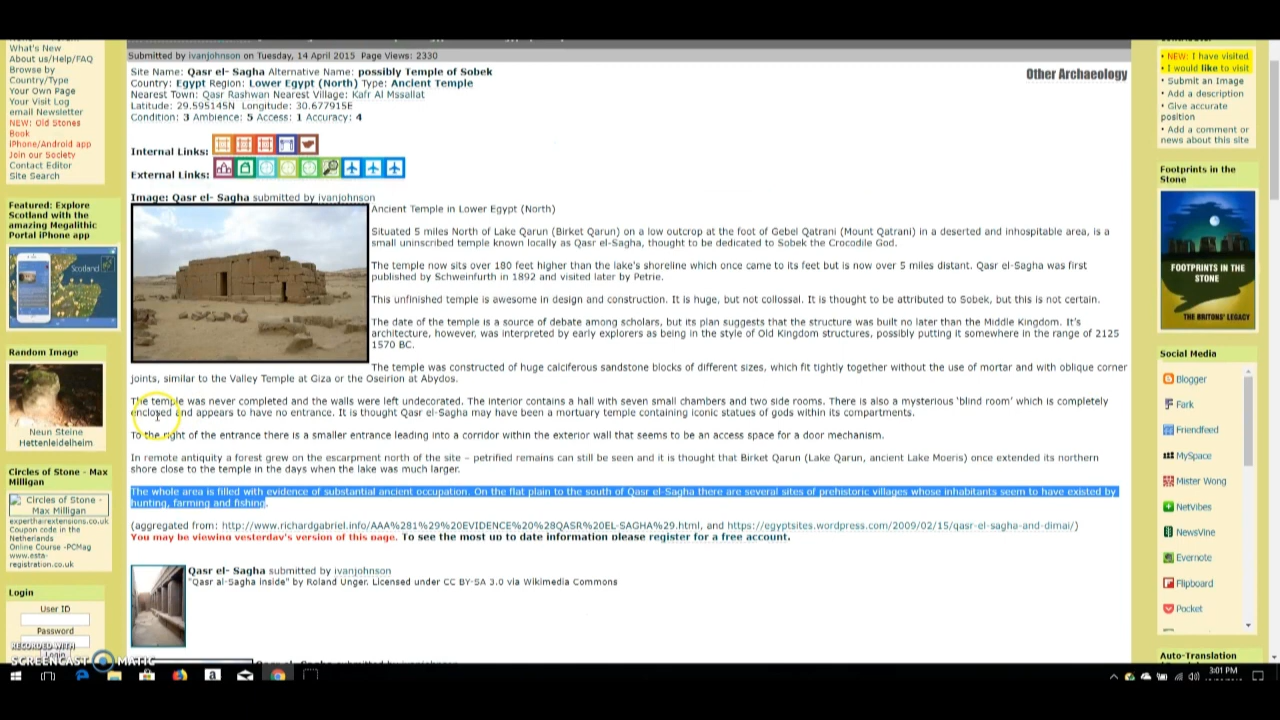 What's New
About us/Help/FAQ
Browse by
Country/Type
Your Own Page
Your Visit Log
email Newsletter
NEW: Old Stones
Book
iPhone/Android app
Join our Society
Contact Editor
Site Search
Featured: Explore
Scotland with the
amazing Megalithic
Portal iPhone app
Scotland
Random Image
Neun Steine
Hettenleidelheim
Circles of Stone - Max
Milligan
Circles of Stone -
Max Milligan
experthairextensions.co.uk
Coupon code in the
Netherlands
Online Course -PCMag
www.esta-
registration.co.uk
Login
User ID
Password
Login
RECORDED WITH
SCREENCAST MATIC
Submitted by ivanjohnson on Tuesday, 14 April 2015 Page Views: 2330
Site Name: Qasr el- Sagha Alternative Name: possibly Temple of Sobek
Country: Egypt Region: Lower Egypt (North) Type: Ancient Temple
Nearest Town: Qasr Rashwan Nearest Village: Kafr Al Mssallat
Latitude: 29.595145N Longitude: 30.677915E
Condition: 3 Ambience: 5 Access: 1 Accuracy: 4
Other Archaeology
Internal Links:
External Links:
Image: Qasr el- Sagha submitted by ivanjohnson
Ancient Temple in Lower Egypt (North)
Situated 5 miles North of Lake Qarun (Birket Qarun) on a low outcrop at the foot of Gebel Qatrani (Mount Qatrani) in a deserted and inhospitable area, is a
small uninscribed temple known locally as Qasr el-Sagha, thought to be dedicated to Sobek the Crocodile God.
The temple now sits over 180 feet higher than the lake's shoreline which once came to its feet but is now over 5 miles distant. Qasr el-Sagha was first
published by Schweinfurth in 1892 and visited later by Petrie.
This unfinished temple is awesome in design and construction. It is huge, but not collossal. It is thought to be attributed to Sobek, but this is not certain.
The date of the temple is a source of debate among scholars, but its plan suggests that the structure was built no later than the Middle Kingdom. It's
architecture, however, was interpreted by early explorers as being in the style of Old Kingdom structures, possibly putting it somewhere in the range of 2125
1570 BC.
The temple was constructed of huge calciferous sandstone blocks of different sizes, which fit tightly together without the use of mortar and with oblique corner
joints, similar to the Valley Temple at Giza or the Oseirion at Abydos.
The temple was never completed and the walls were left undecorated. The interior contains a hall with seven small chambers and two side rooms. There is also a mysterious 'blind room' which is completely
encloed and appears to have no entrance. It is thought Qasr el-Sagha may have been a mortuary temple containing iconic statues of gods within its compartments.
To the right of the entrance there is a smaller entrance leading into a corridor within the exterior wall that seems to be an access space for a door mechanism.
In remote antiquity a forest grew on the escarpment north of the site – petrified remains can still be seen and it is thought that Birket Qarun (Lake Qarun, ancient Lake Moeris) once extended its northern
shore close to the temple in the days when the lake was much larger.
The whole area is filled with evidence of substantial ancient occupation. On the flat plain to the south of Qasr el-Sagha there are several sites of prehistoric villages whose inhabitants seem to have existed by
hunting, farming and fishing.
(aggregated from: http://www.richardgabriel.info/AAA%281%29%20EVIDENCE%20%28QASR%20EL-SAGHA%29.html, and https://egyptsites.wordpress.com/2009/02/15/qasr-el-sagha-and-dimai/)
You may be viewing yesterday's version of this page. To see the most up to date information please register for a free account.
Qasr el- Sagha submitted by ivanjohnson
"Qasr al-Sagha inside" by Roland Unger. Licensed under CC BY-SA 3.0 via Wikimedia Commons
• NEW: I have visited
• I would like to visit
• Submit an Image
• Add a description
• Give accurate
position
• Add a comment or
news about this site
Footprints in the
Stone
FOOTPRINTS IN THE
STONE
THE BRITONS' LEGACY
Social Media
Blogger
Fark
Friendfeed
MySpace
Mister Wong
Netvibes
NewsVine
Evernote
Flipboard
Pocket
Auto-Translation
3:01 PM